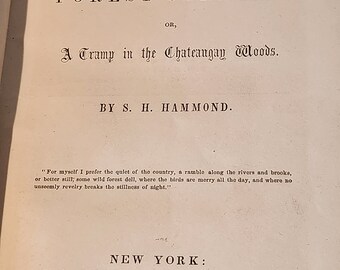 OR,
A Tramp in the Chateaugay Woods.
BY S. H. HAMMOND.
"For myself I prefer the quiet of the country, a ramble along the rivers and brooks,
or better still, some wild forest dell, where the birds are merry all the day, and where no
unseemly revelry breaks the stillness of night."
NEW YORK: